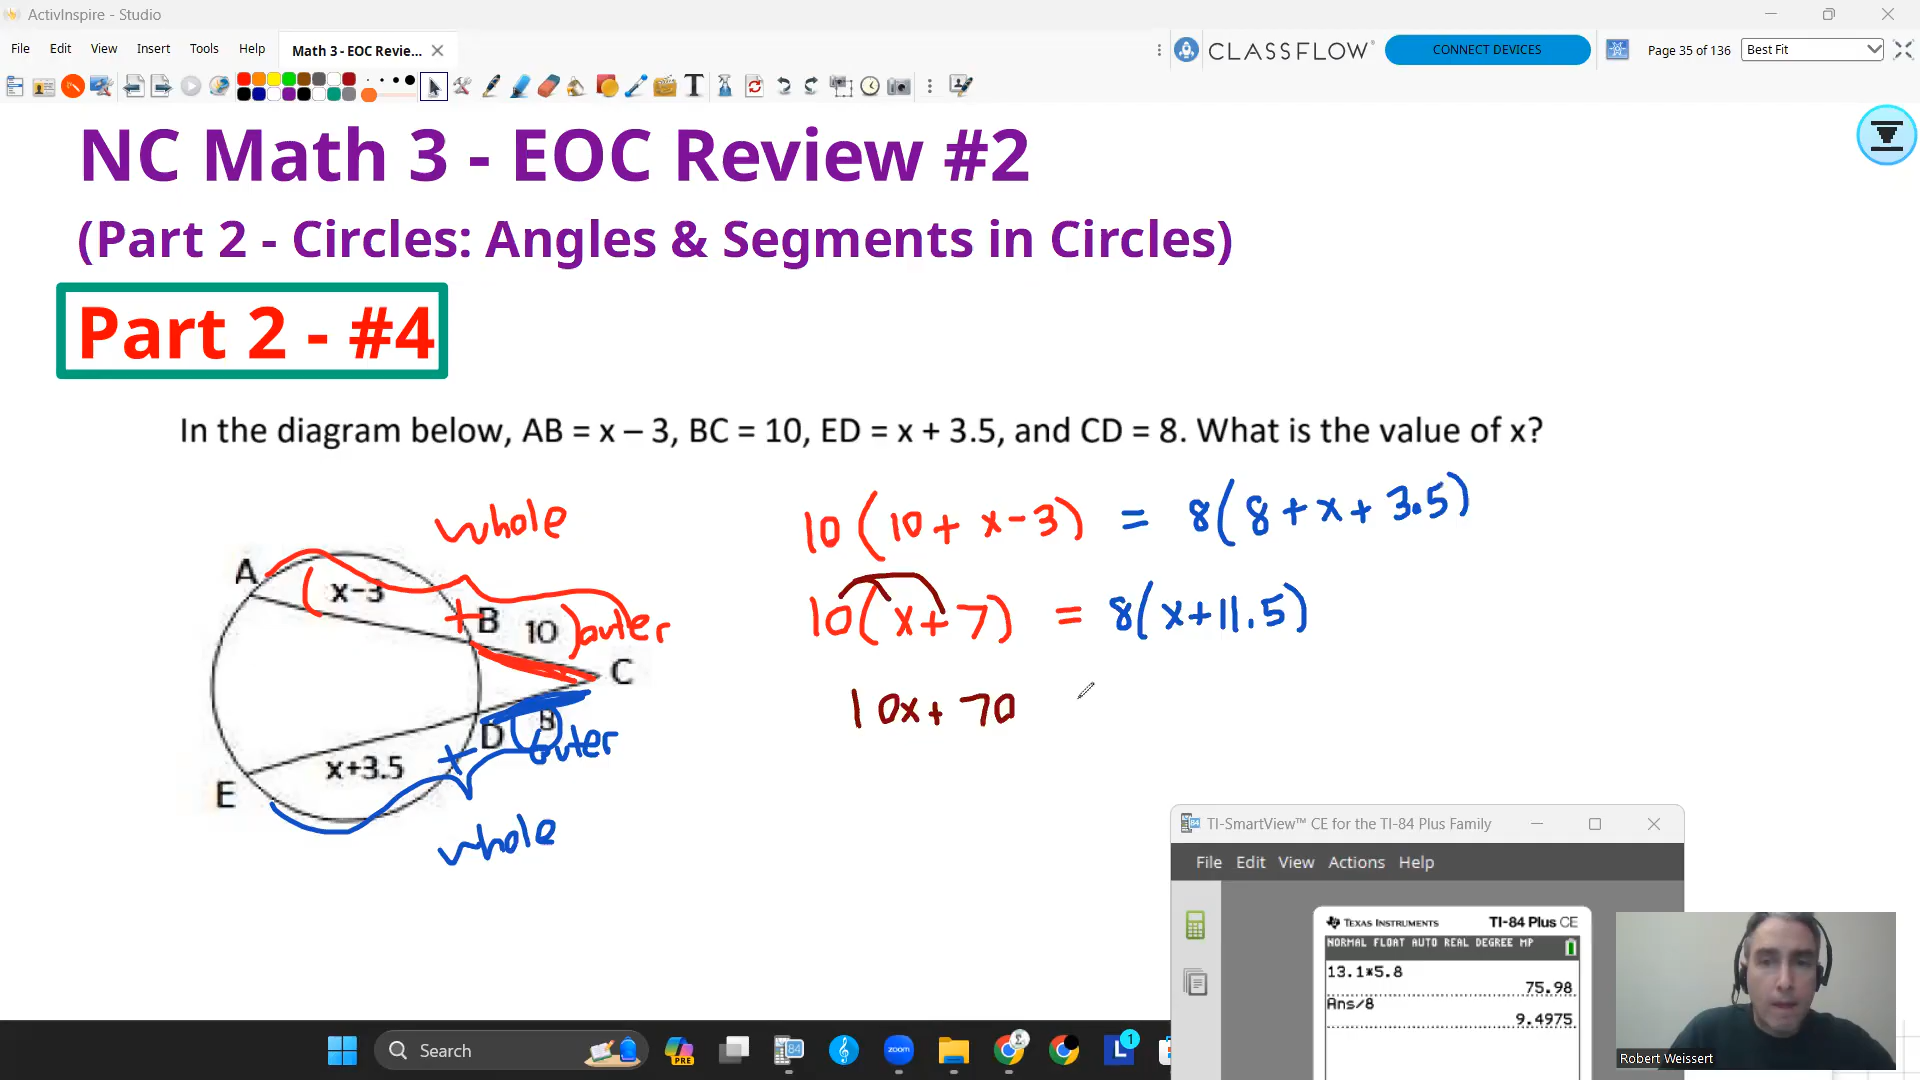 ActivInspire - Studio
File Edit View Insert Tools Help Math 3 - EOC Revie... CLASSFLOW CONNECT DEVICES Page 35 of 136 Best Fit
NC Math 3 - EOC Review #2
(Part 2 - Circles: Angles & Segments in Circles)
Part 2 - #4
In the diagram below, AB = x – 3, BC = 10, ED = x + 3.5, and CD = 8. What is the value of x?
whole
10(10 + x - 3) = 8(8 + x + 3.5)
A
x-3
+
B
10
outer
10(x + 7) = 8(x + 11.5)
C
10x + 70
D
8
outer
+
x+3.5
E
whole
TI-SmartView™ CE for the TI-84 Plus Family
File Edit View Actions Help
TEXAS INSTRUMENTS TI-84 Plus CE
NORMAL FLOAT AUTO REAL DEGREE MP
13.1*5.8
75.98
Ans/8
9.4975
Search
PRE
84
zoom
L
1
Robert Weissert